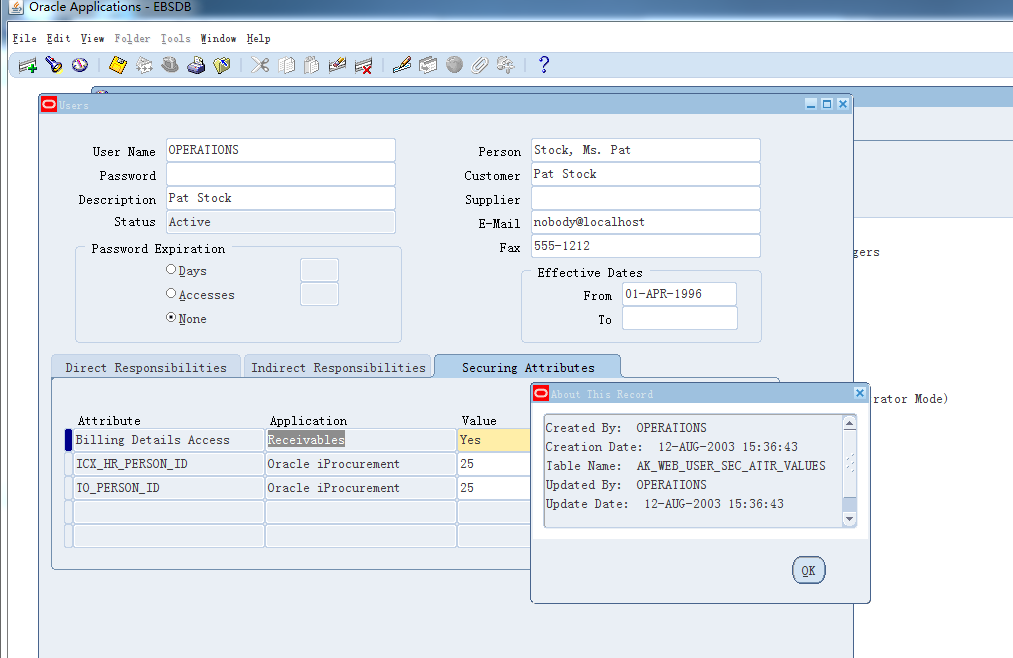 Oracle Applications - EBSDB
File Edit View Folder Tools Window Help
Users
User Name OPERATIONS
Password
Description Pat Stock
Status Active
Person Stock, Ms. Pat
Customer Pat Stock
Supplier
E-Mail nobody@localhost
Fax 555-1212
Password Expiration
Days
Accesses
None
Effective Dates
From 01-APR-1996
To
gers
Direct Responsibilities Indirect Responsibilities Securing Attributes
Attribute Application Value
Billing Details Access Receivables Yes
ICX_HR_PERSON_ID Oracle iProcurement 25
TO_PERSON_ID Oracle iProcurement 25
About This Record
rator Mode)
Created By: OPERATIONS
Creation Date: 12-AUG-2003 15:36:43
Table Name: AK_WEB_USER_SEC_ATTR_VALUES
Updated By: OPERATIONS
Update Date: 12-AUG-2003 15:36:43
OK